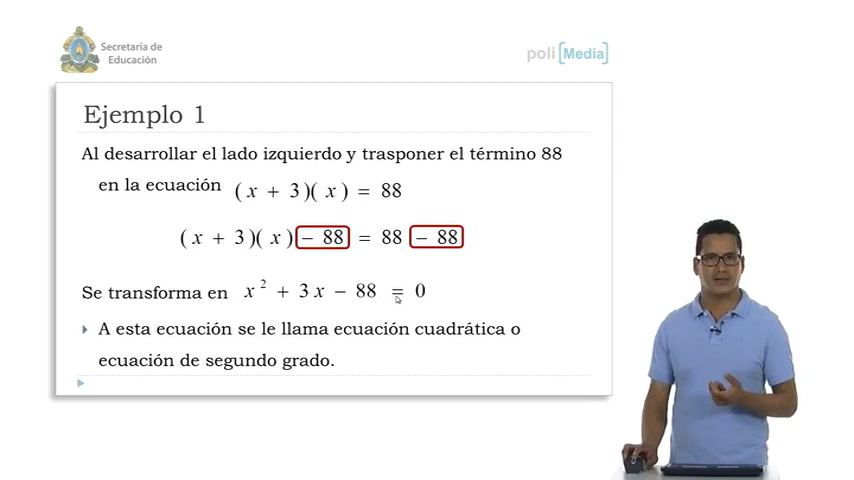 Secretaría de
Educación
poli [Media]
Ejemplo 1
Al desarrollar el lado izquierdo y trasponer el término 88
en la ecuación ( x + 3 )( x ) = 88
( x + 3 )( x ) − 88 = 88 − 88
Se transforma en x² + 3 x − 88 = 0
A esta ecuación se le llama ecuación cuadrática o
ecuación de segundo grado.